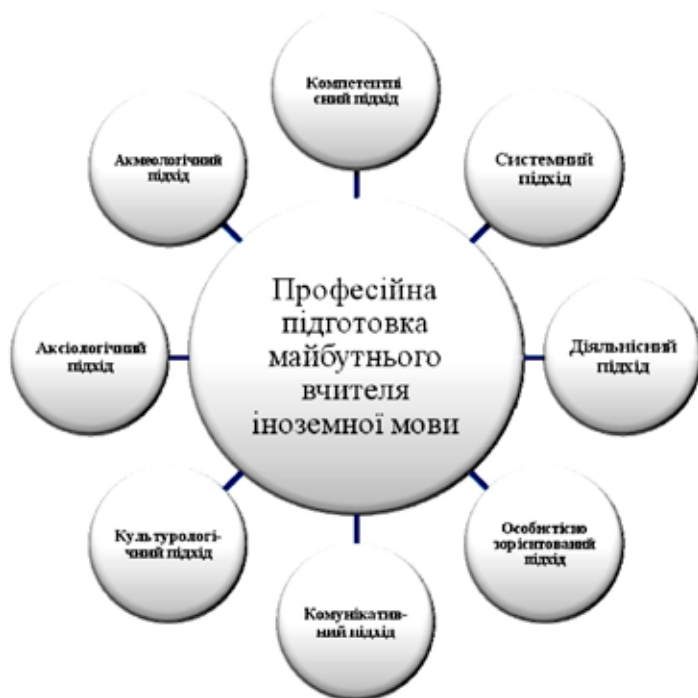 Компетентні
сний підхід
Системний
підхід
Діяльнісний
підхід
Особистісно
зорієнтований
підхід
Комунікатив-
ний підхід
Культурологі-
чний підхід
Аксіологічний
підхід
Акмеологічний
підхід
Професійна
підготовка
майбутнього
вчителя
іноземної мови